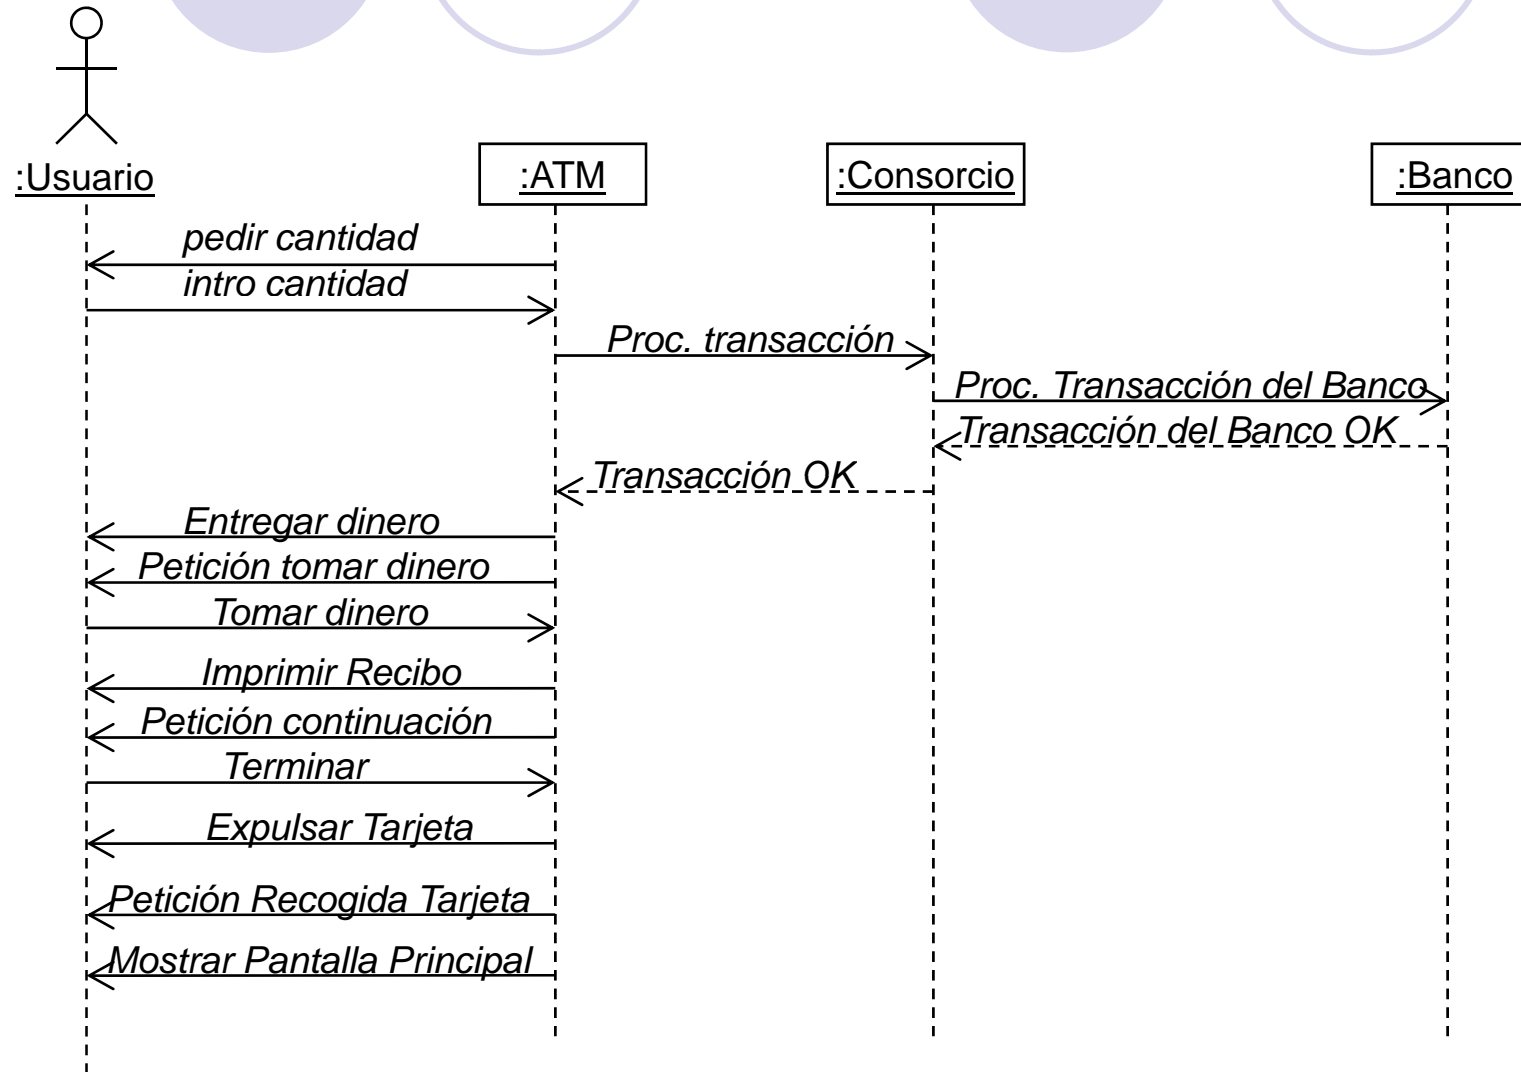 :Usuario
:ATM
:Consorcio
:Banco
pedir cantidad
intro cantidad
Proc. transacción
Proc. Transacción del Banco
Transacción del Banco OK
Transacción OK
Entregar dinero
Petición tomar dinero
Tomar dinero
Imprimir Recibo
Petición continuación
Terminar
Expulsar Tarjeta
Petición Recogida Tarjeta
Mostrar Pantalla Principal